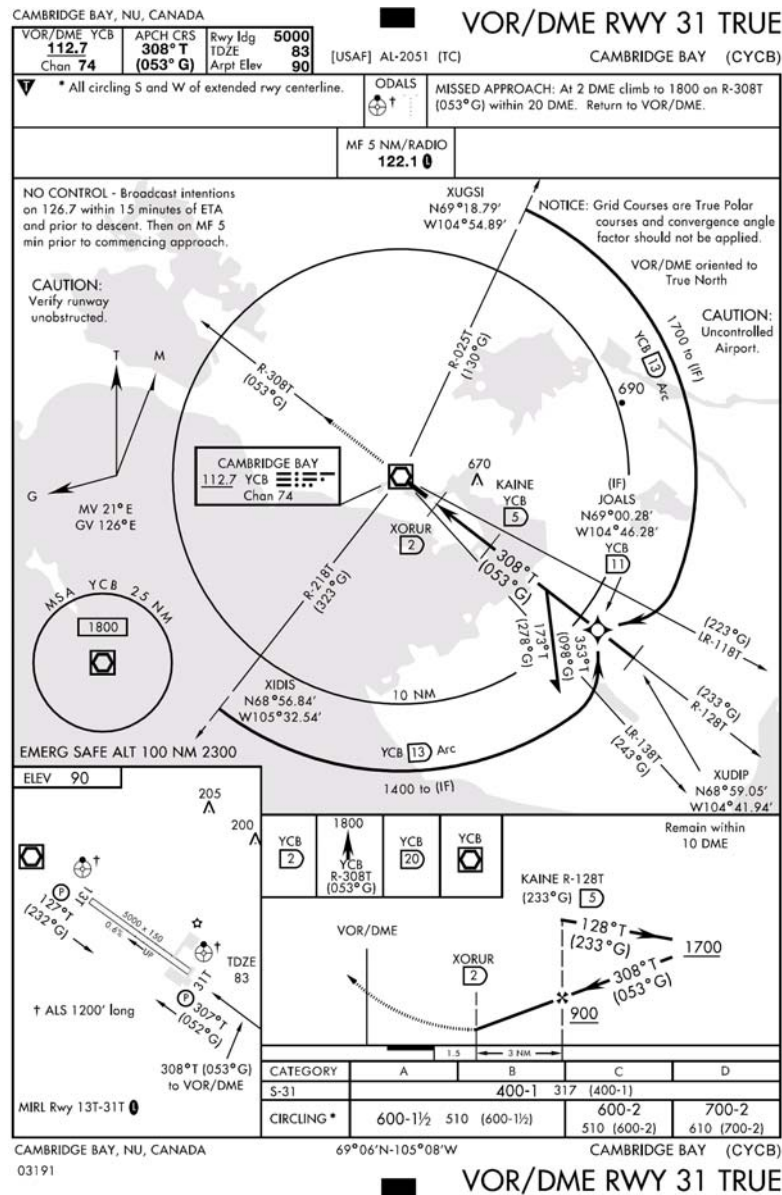 CAMBRIDGE BAY, NU, CANADA
VOR/DME RWY 31 TRUE
VOR/DME YCB
112.7
Chan 74
APCH CRS
308°T
(053°G)
Rwy ldg 5000
TDZE 83
Arpt Elev 90
[USAF] AL-2051 (TC)
CAMBRIDGE BAY (CYCB)
T
* All circling S and W of extended rwy centerline.
ODALS
†
MISSED APPROACH: At 2 DME climb to 1800 on R-308T
(053°G) within 20 DME. Return to VOR/DME.
MF 5 NM/RADIO
122.1 L
NO CONTROL - Broadcast intentions
on 126.7 within 15 minutes of ETA
and prior to descent. Then on MF 5
min prior to commencing approach.
XUGSI
N69°18.79'
W104°54.89'
NOTICE: Grid Courses are True Polar
courses and convergence angle
factor should not be applied.
VOR/DME oriented to
True North
CAUTION:
Verify runway
unobstructed.
CAUTION:
Uncontrolled
Airport.
1700 to (IF)
YCB 13 Arc
R-025T
(130°G)
R-308T
(053°G)
690
T
M
G
MV 21°E
GV 126°E
CAMBRIDGE BAY
112.7 YCB
Chan 74
670
KAINE
YCB
5
(IF)
JOALS
N69°00.28'
W104°46.28'
YCB
11
XORUR
2
308°T
(053°G)
R-218T
(323°G)
173°T
(278°G)
353°T
(098°G)
(223°G)
LR-118T
(233°G)
R-128T
LR-138T
(243°G)
MSA YCB 25 NM
1800
XIDIS
N68°56.84'
W105°32.54'
10 NM
YCB 13 Arc
1400 to (IF)
XUDIP
N68°59.05'
W104°41.94'
EMERG SAFE ALT 100 NM 2300
ELEV 90
205
200
†
P
127°T
(232°G)
13T
5000 x 150
0.6% UP
†
31T
TDZE
83
P
307°T
(052°G)
† ALS 1200' long
308°T (053°G)
to VOR/DME
MIRL Rwy 13T-31T L
YCB
2
1800
YCB
R-308T
(053°G)
YCB
20
YCB
Remain within
10 DME
KAINE R-128T
(233°G) 5
VOR/DME
XORUR
2
128°T
(233°G)
1700
308°T
(053°G)
900
1.5
3 NM
CATEGORY A B C D
S-31 400-1 317 (400-1)
CIRCLING * 600-1½ 510 (600-1½)
600-2
510 (600-2)
700-2
610 (700-2)
CAMBRIDGE BAY, NU, CANADA
69°06'N-105°08'W
CAMBRIDGE BAY (CYCB)
03191
VOR/DME RWY 31 TRUE